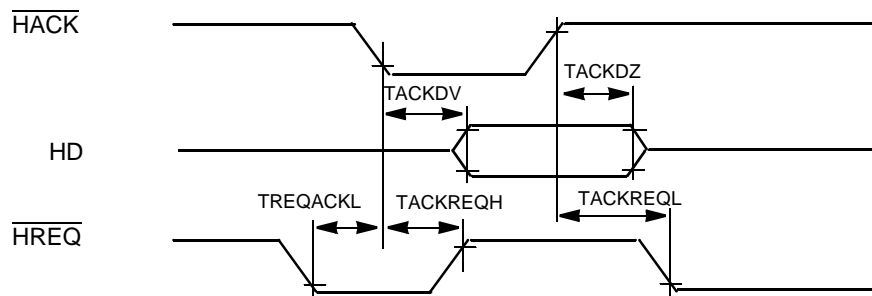 HACK
TACKDZ
TACKDV
HD
TREQACKL
TACKREQH
TACKREQL
HREQ